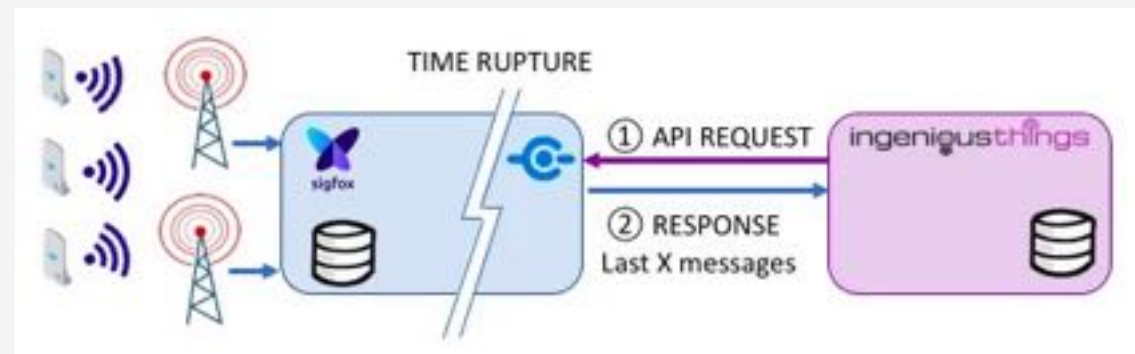 TIME RUPTURE
sigfox
① API REQUEST
② RESPONSE
Last X messages
ingeniousthings